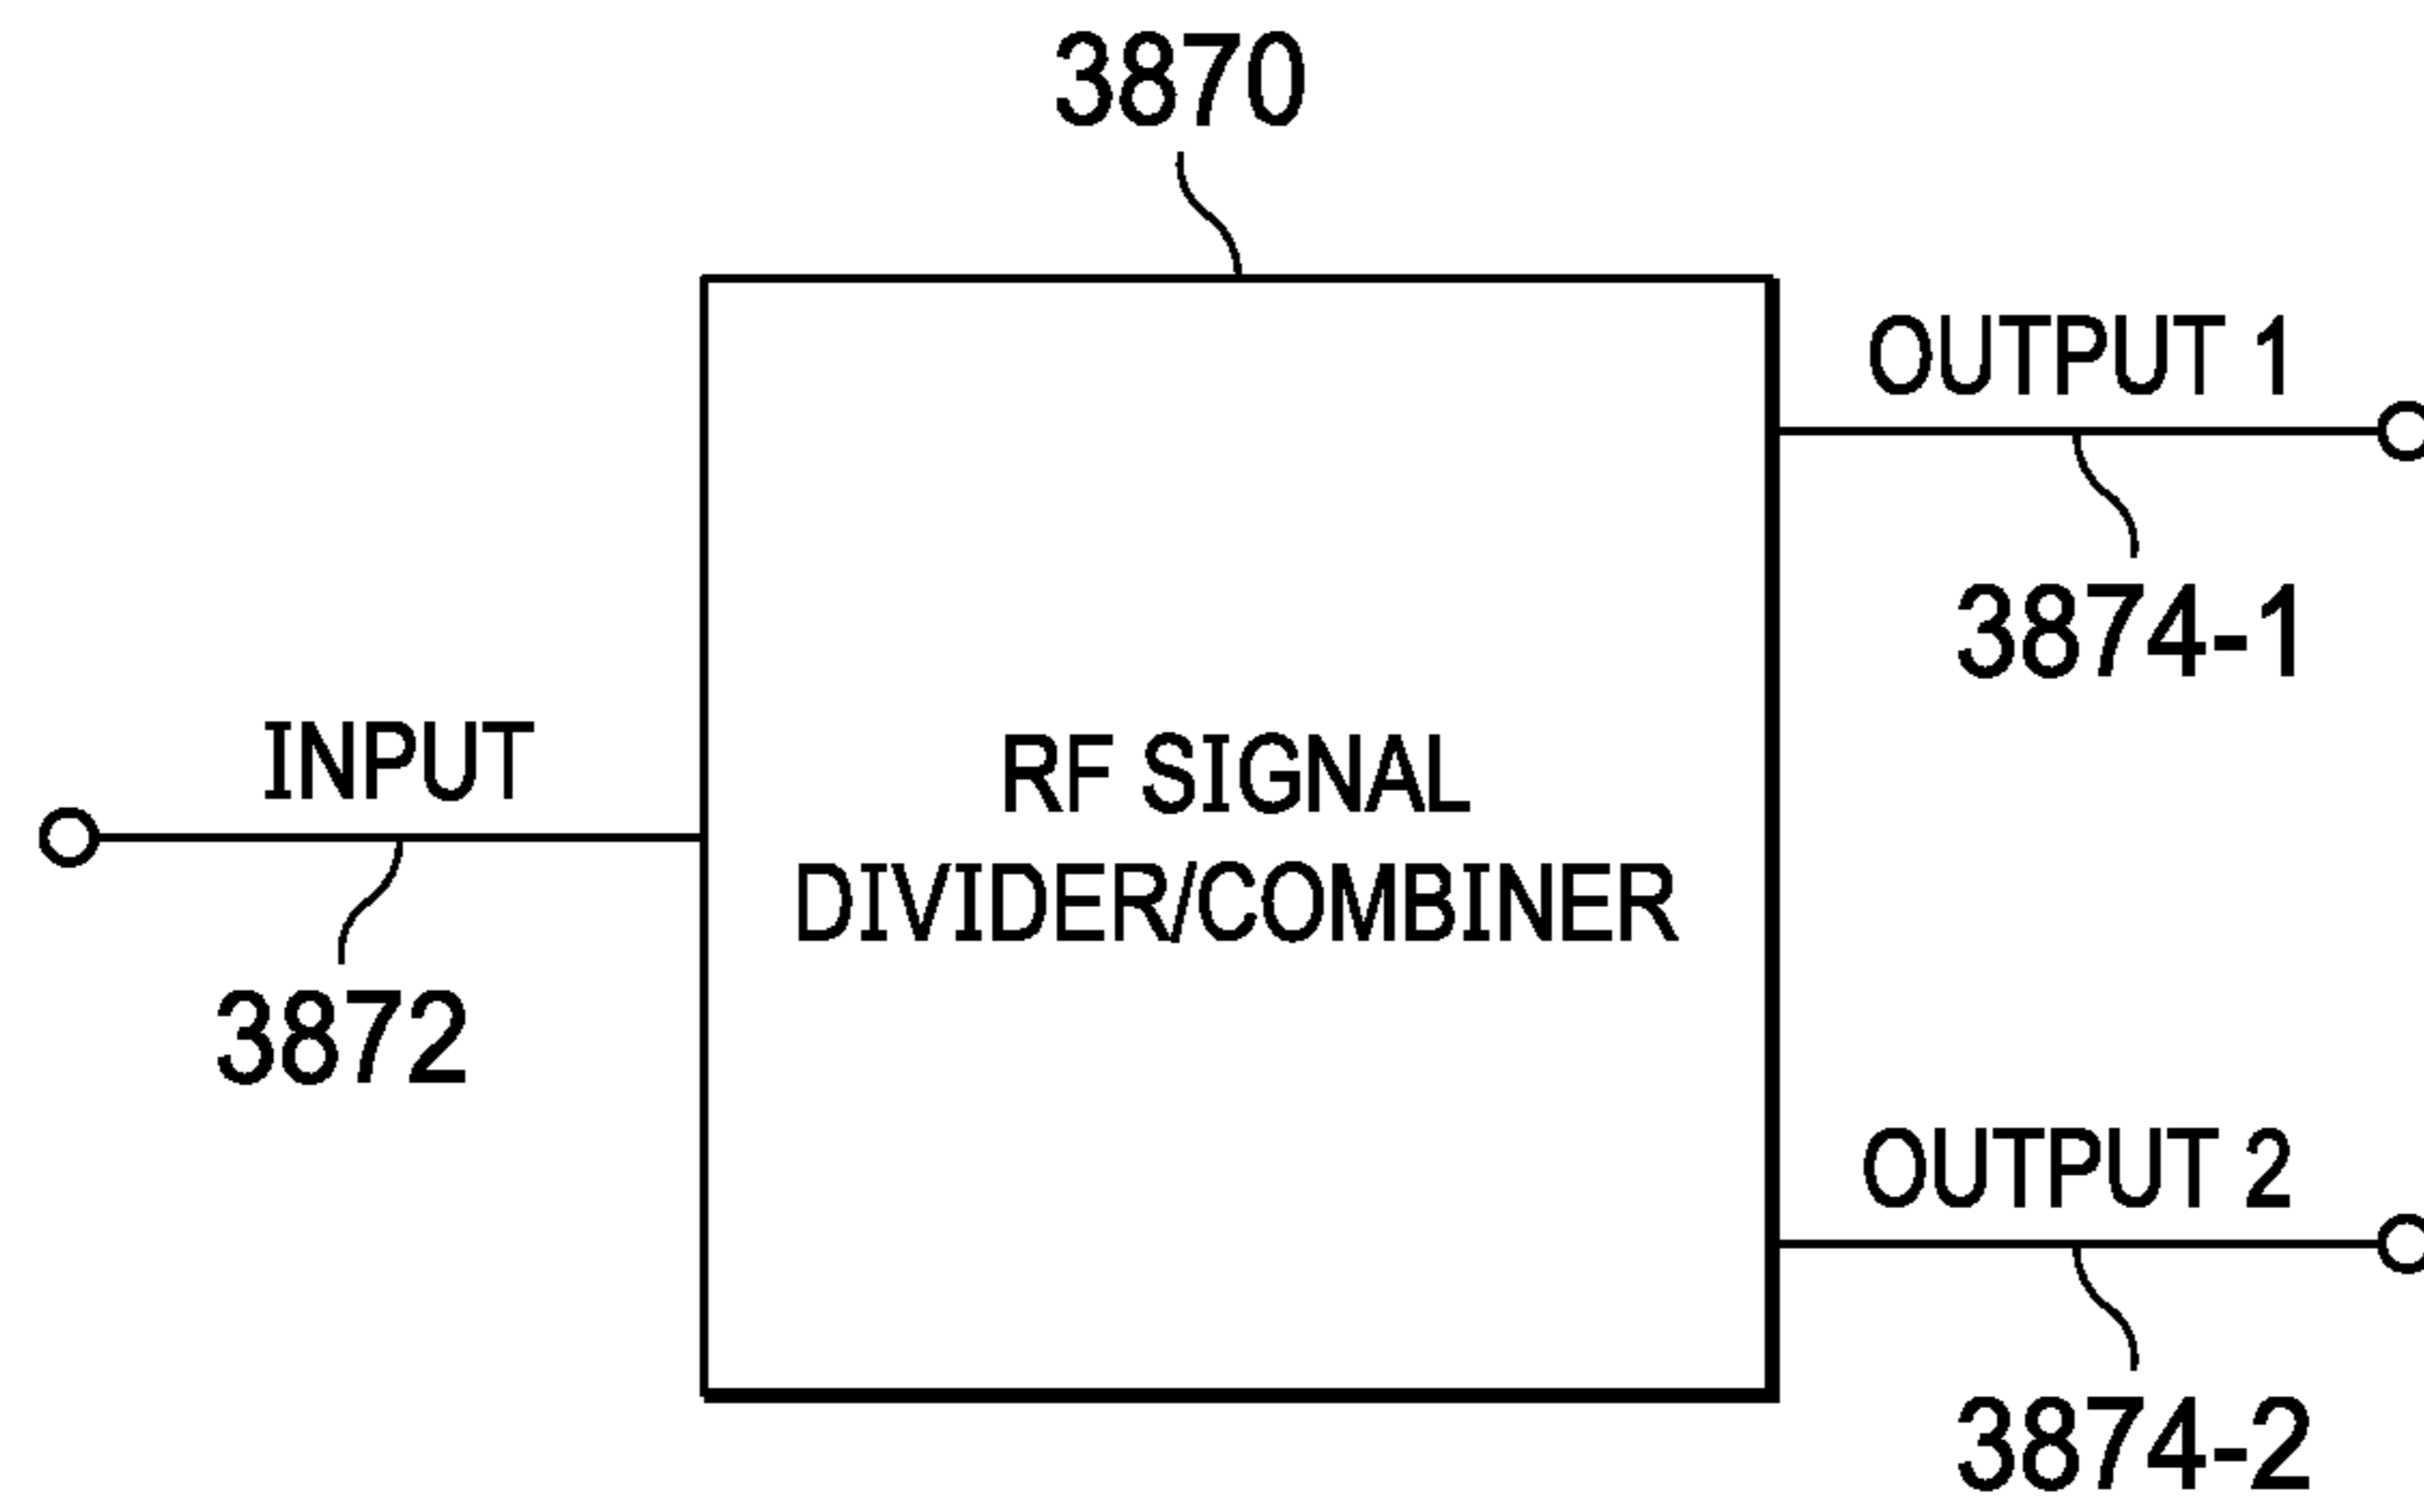 3870
OUTPUT 1
3874-1
INPUT
3872
RF SIGNAL
DIVIDER/COMBINER
OUTPUT 2
3874-2